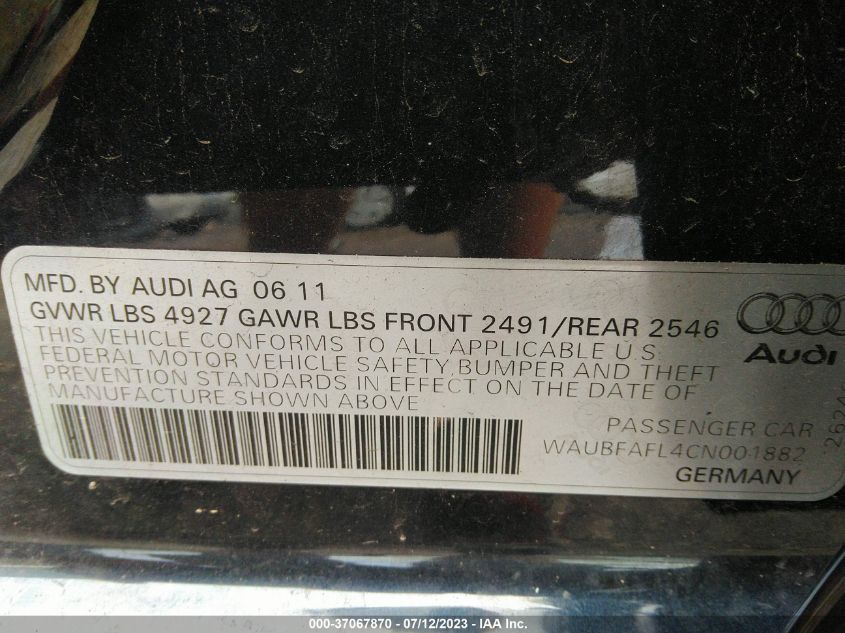 MFD. BY AUDI AG 06 11
GVWR LBS 4927 GAWR LBS FRONT 2491/REAR 2546
THIS VEHICLE CONFORMS TO ALL APPLICABLE U.S.
FEDERAL MOTOR VEHICLE SAFETY, BUMPER AND THEFT
PREVENTION STANDARDS IN EFFECT ON THE DATE OF
MANUFACTURE SHOWN ABOVE
Audi
PASSENGER CAR
WAUBFAFL4CN001882
GERMANY
2624
000-37067870 - 07/12/2023 - IAA Inc.